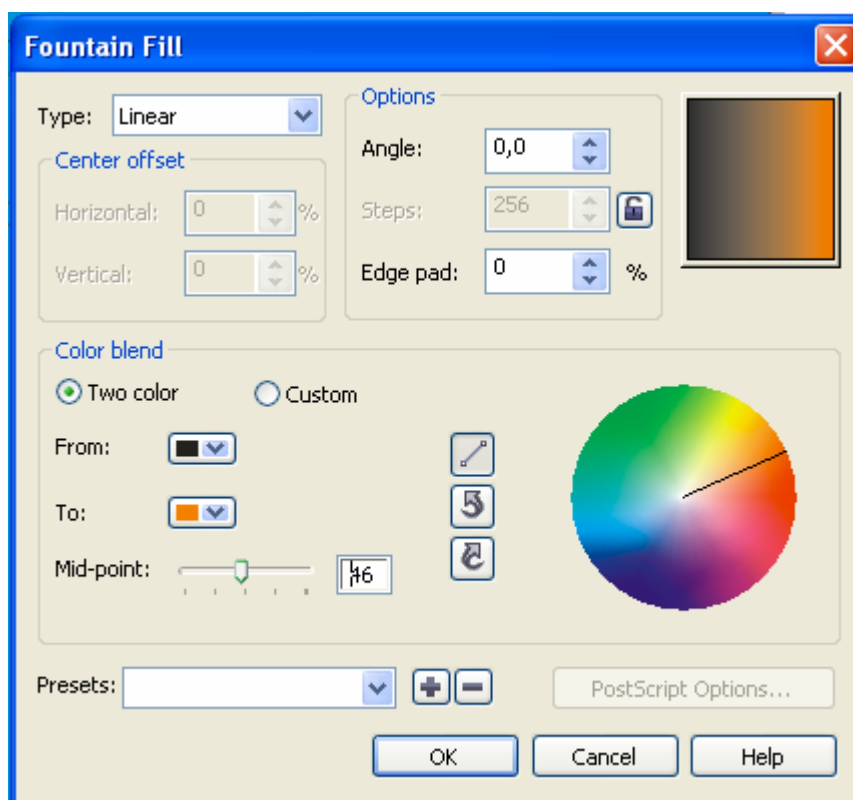 Fountain Fill
Type: Linear
Center offset
Horizontal: 0 %
Vertical: 0 %
Options
Angle: 0,0
Steps: 256
Edge pad: 0 %
Color blend
Two color Custom
From:
To:
Mid-point: 46
Presets:
PostScript Options...
OK Cancel Help